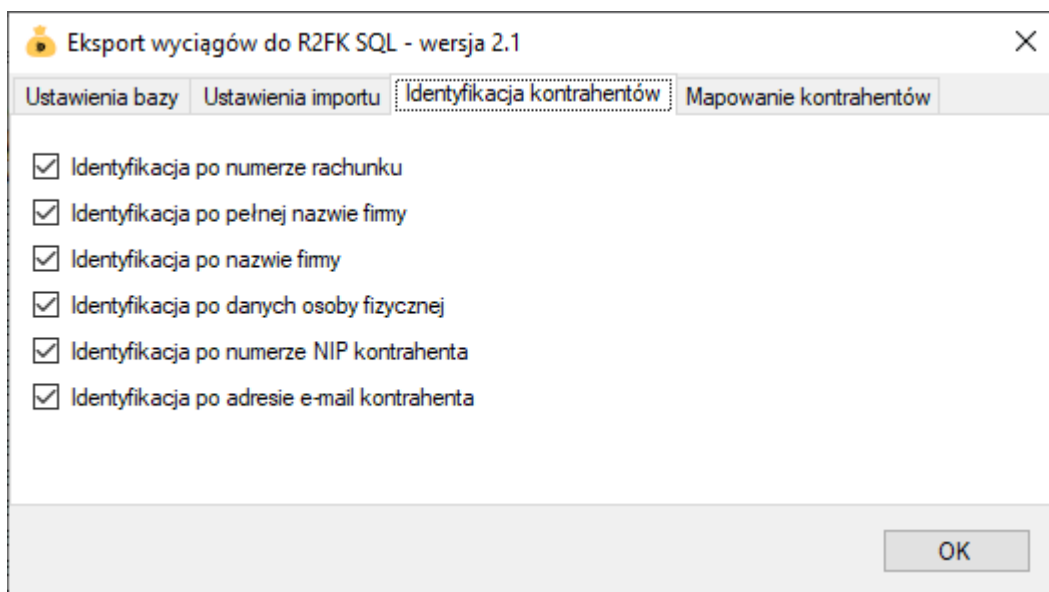 Eksport wyciągów do R2FK SQL - wersja 2.1
Ustawienia bazy Ustawienia importu Identyfikacja kontrahentów Mapowanie kontrahentów
Identyfikacja po numerze rachunku
Identyfikacja po pełnej nazwie firmy
Identyfikacja po nazwie firmy
Identyfikacja po danych osoby fizycznej
Identyfikacja po numerze NIP kontrahenta
Identyfikacja po adresie e-mail kontrahenta
OK